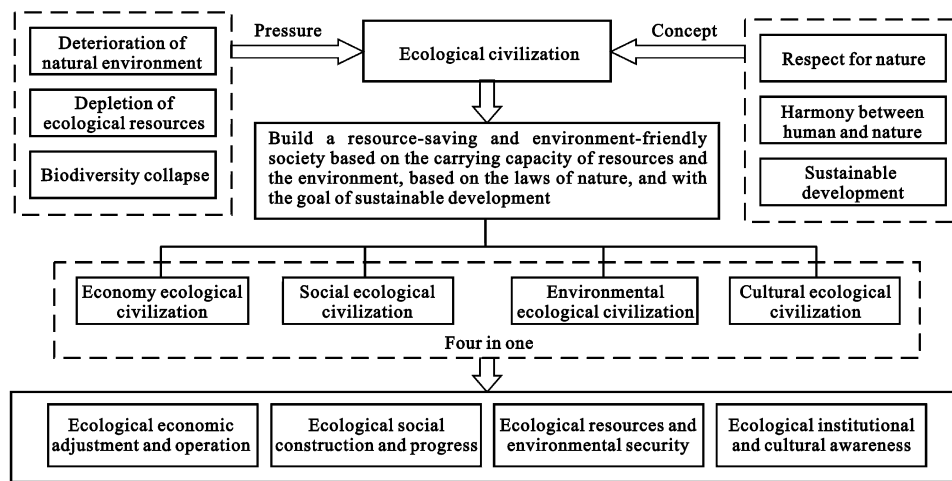 Deterioration of
natural environment
Depletion of
ecological resources
Biodiversity collapse
Pressure
Ecological civilization
Concept
Respect for nature
Harmony between
human and nature
Sustainable
development
Build a resource-saving and environment-friendly
society based on the carrying capacity of resources and
the environment, based on the laws of nature, and with
the goal of sustainable development
Economy ecological
civilization
Social ecological
civilization
Environmental
ecological civilization
Cultural ecological
civilization
Four in one
Ecological economic
adjustment and operation
Ecological social
construction and progress
Ecological resources and
environmental security
Ecological institutional
and cultural awareness